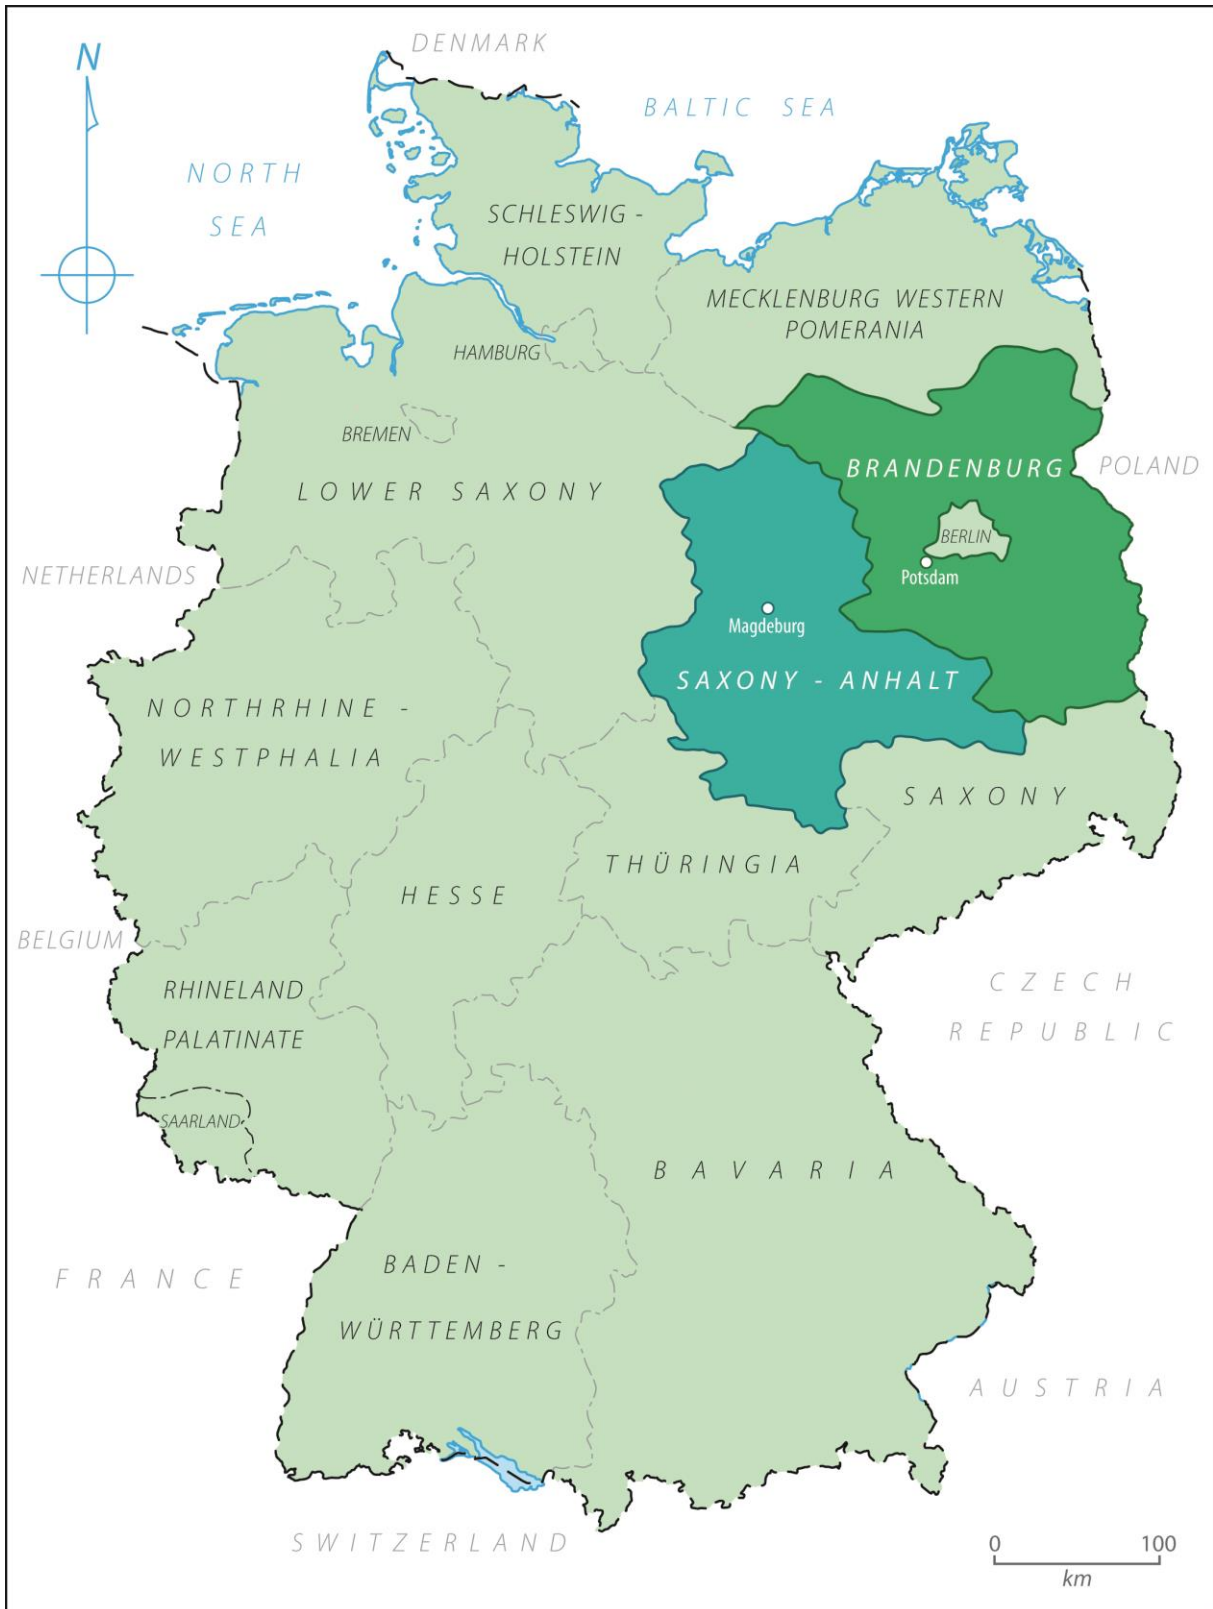 DENMARK
N
BALTIC SEA
NORTH
SEA
SCHLESWIG -
HOLSTEIN
MECKLENBURG WESTERN
POMERANIA
HAMBURG
BREMEN
BRANDENBURG
POLAND
LOWER SAXONY
BERLIN
NETHERLANDS
Potsdam
Magdeburg
SAXONY - ANHALT
NORTHRHINE -
WESTPHALIA
SAXONY
THÜRINGIA
HESSE
BELGIUM
RHINELAND
PALATINATE
CZECH
REPUBLIC
SAARLAND
BAVARIA
FRANCE
BADEN -
WÜRTTEMBERG
AUSTRIA
SWITZERLAND
0 100
km